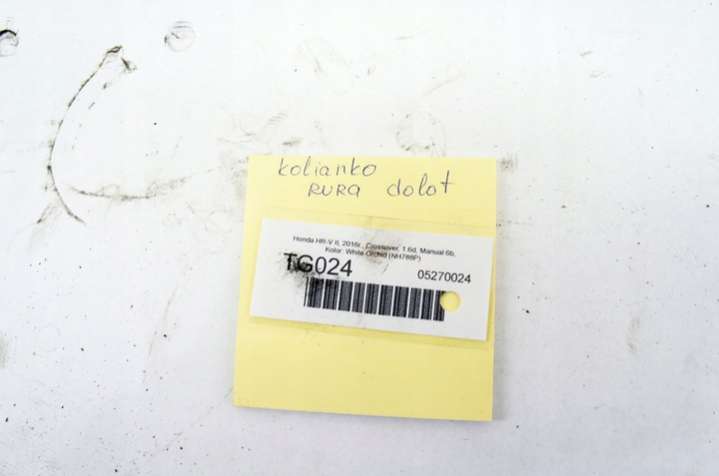 kolianko
RURA dolot
Honda HR-V II, 2016r., Crossover, 1.6d, Manual 6b,
Kolor: White Orchid (NH788P)
TG024
05270024